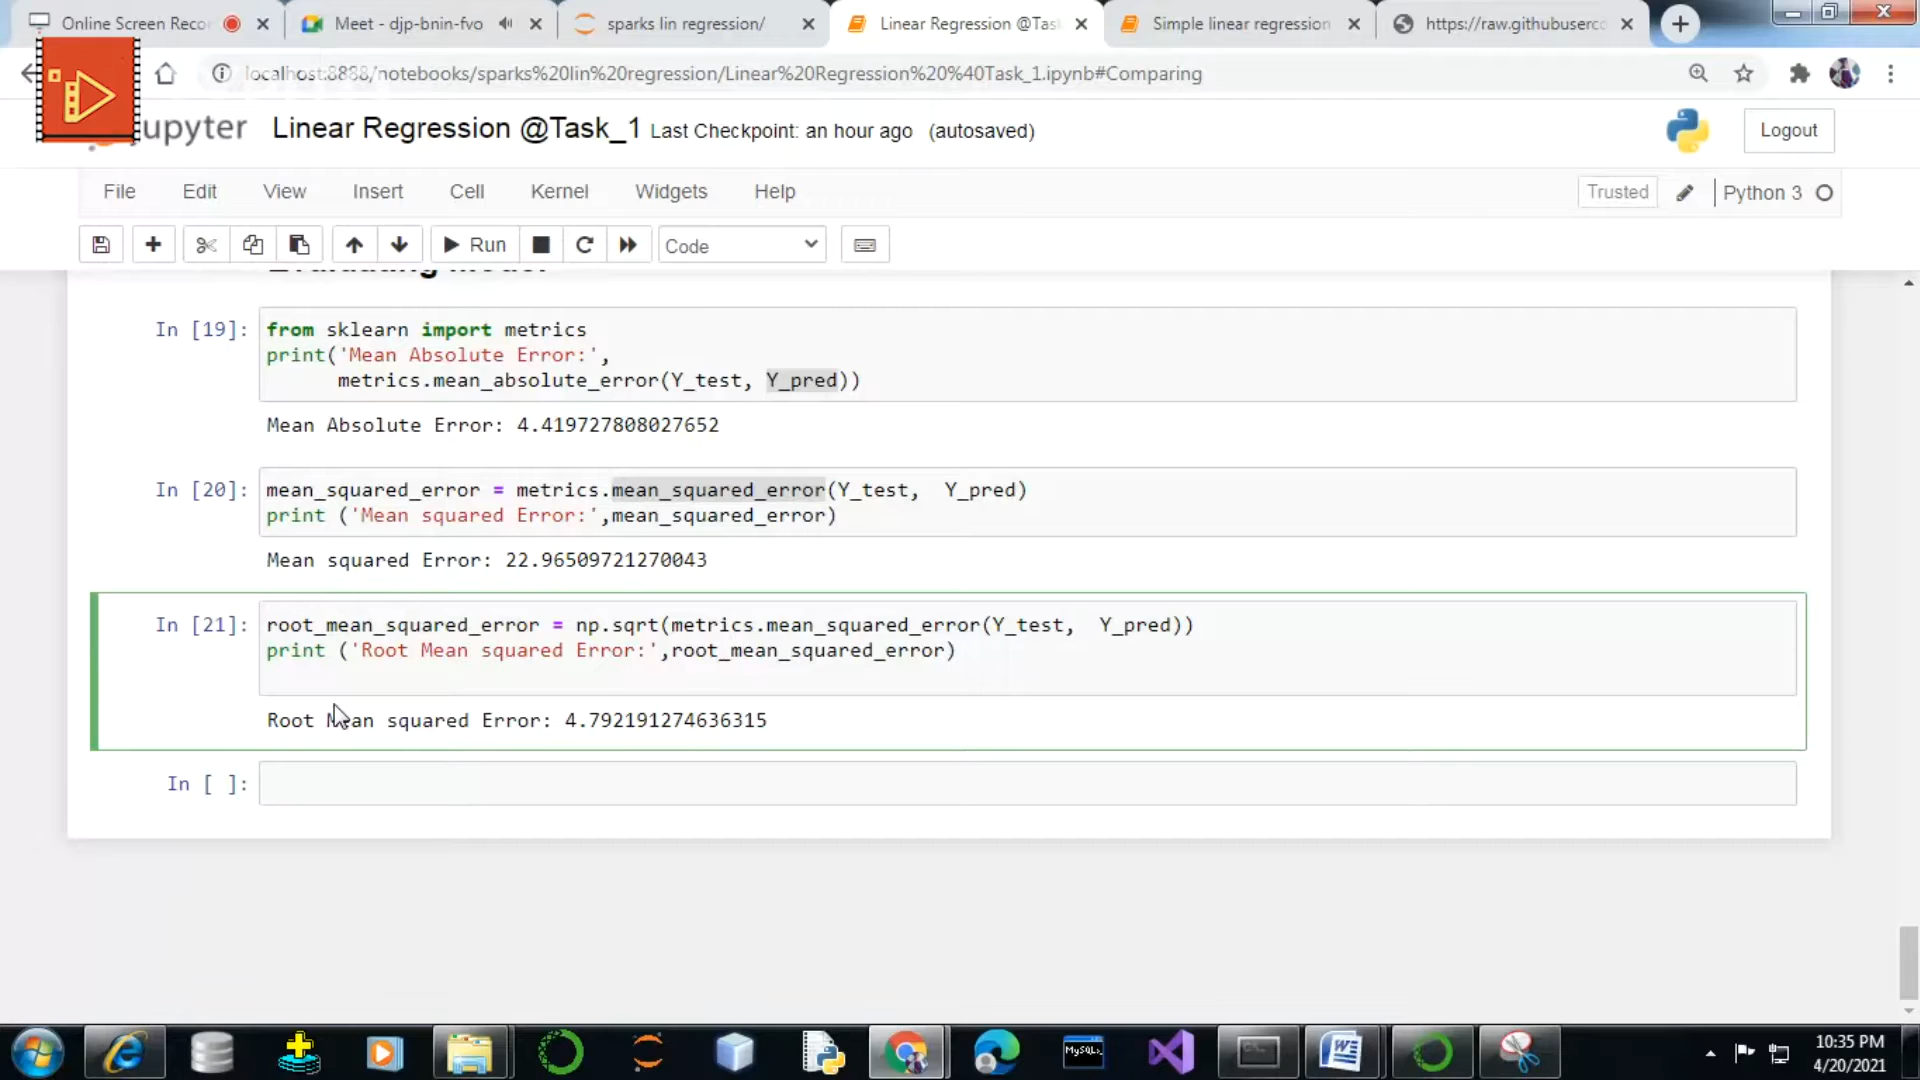 Online Screen Reco
Meet - djp-bnin-fvo
sparks lin regression/
Linear Regression @Tas
Simple linear regression
https://raw.githubuserco
localhost:8888/notebooks/sparks%20lin%20regression/Linear%20Regression%20%40Task_1.ipynb#Comparing
jupyter Linear Regression @Task_1 Last Checkpoint: an hour ago (autosaved)
Logout
File Edit View Insert Cell Kernel Widgets Help
Trusted
Python 3
Run
Code
Evaluating Model
In [19]: from sklearn import metrics
print('Mean Absolute Error:',
metrics.mean_absolute_error(Y_test, Y_pred))
Mean Absolute Error: 4.419727808027652
In [20]: mean_squared_error = metrics.mean_squared_error(Y_test,  Y_pred)
print ('Mean squared Error:',mean_squared_error)
Mean squared Error: 22.96509721270043
In [21]: root_mean_squared_error = np.sqrt(metrics.mean_squared_error(Y_test,  Y_pred))
print ('Root Mean squared Error:',root_mean_squared_error)
Root Mean squared Error: 4.792191274636315
In [ ]:
MySQL
10:35 PM
4/20/2021